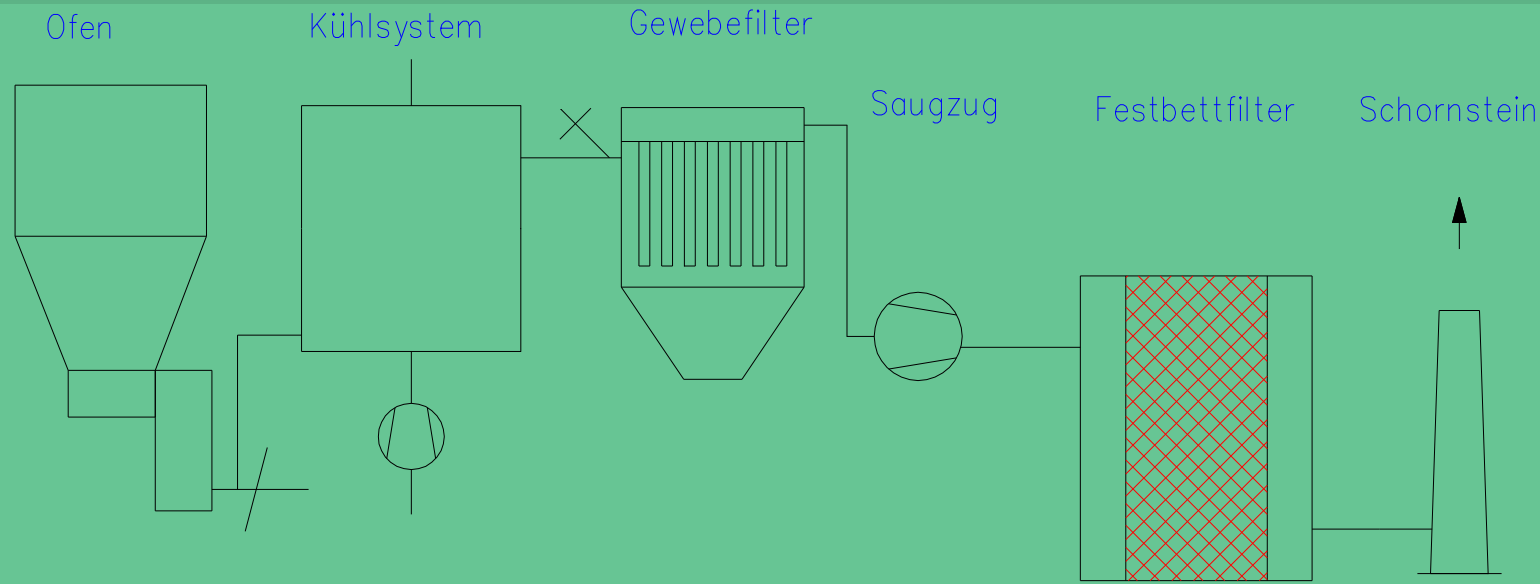 Ofen
Kühlsystem
Gewebefilter
Saugzug
Festbettfilter
Schornstein